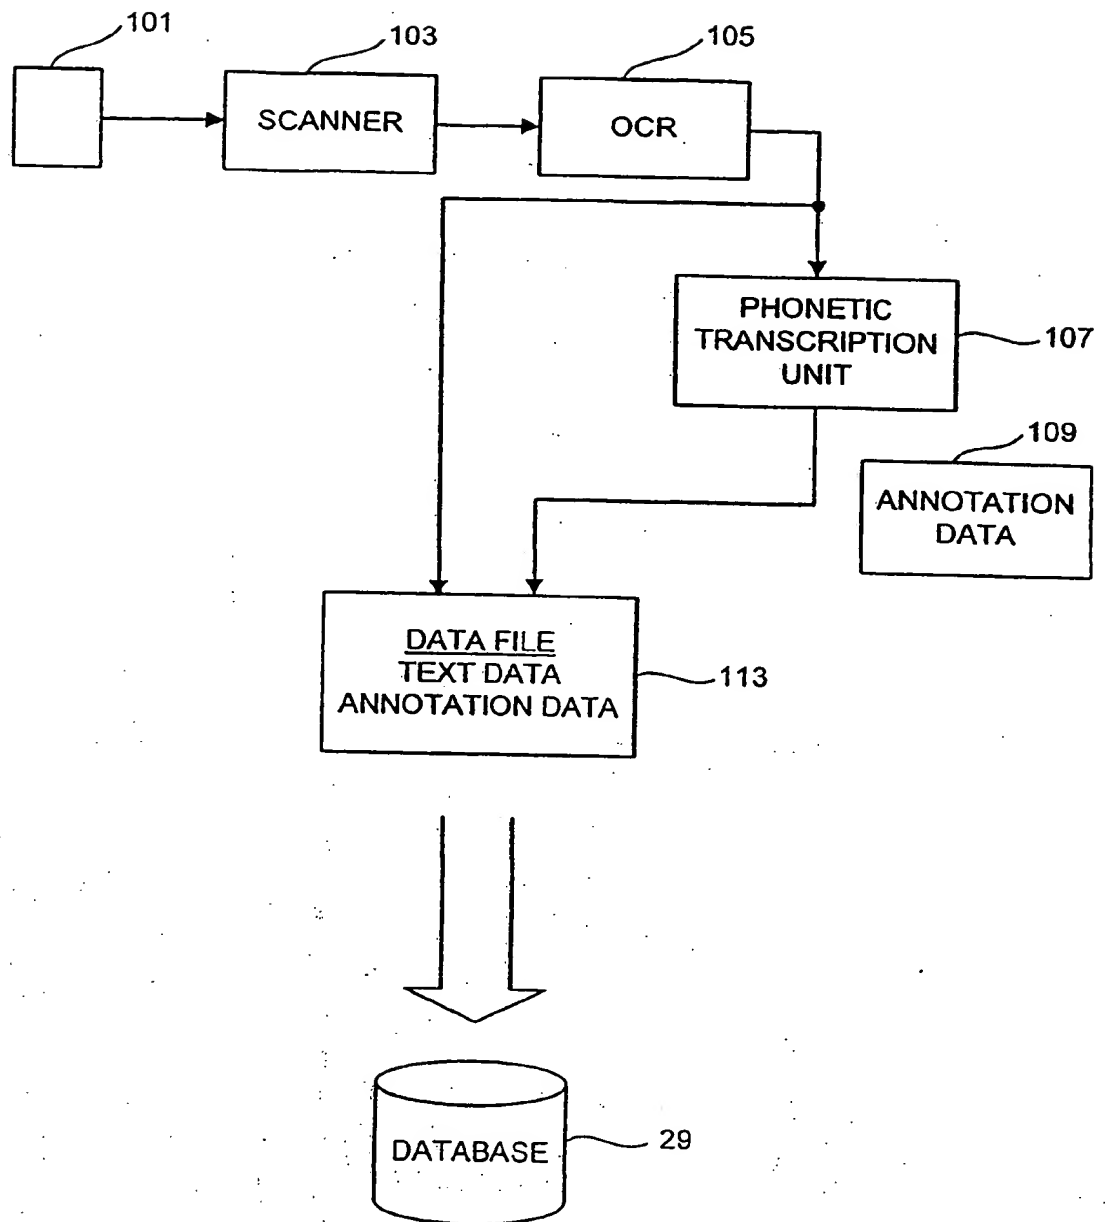 101
103
105
SCANNER
OCR
PHONETIC
TRANSCRIPTION
UNIT
107
109
ANNOTATION
DATA
DATA FILE
TEXT DATA
ANNOTATION DATA
113
DATABASE
29